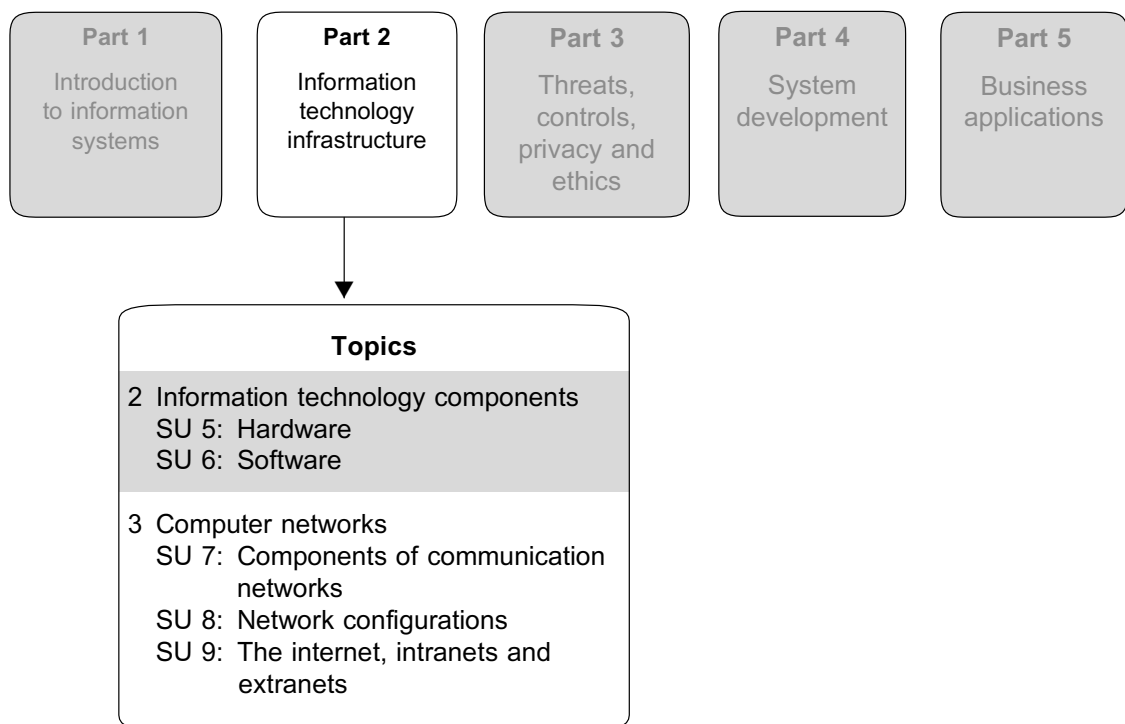 Part 1
Introduction
to information
systems
Part 2
Information
technology
infrastructure
Part 3
Threats,
controls,
privacy and
ethics
Part 4
System
development
Part 5
Business
applications
Topics
2 Information technology components
SU 5: Hardware
SU 6: Software
3 Computer networks
SU 7: Components of communication
networks
SU 8: Network configurations
SU 9: The internet, intranets and
extranets